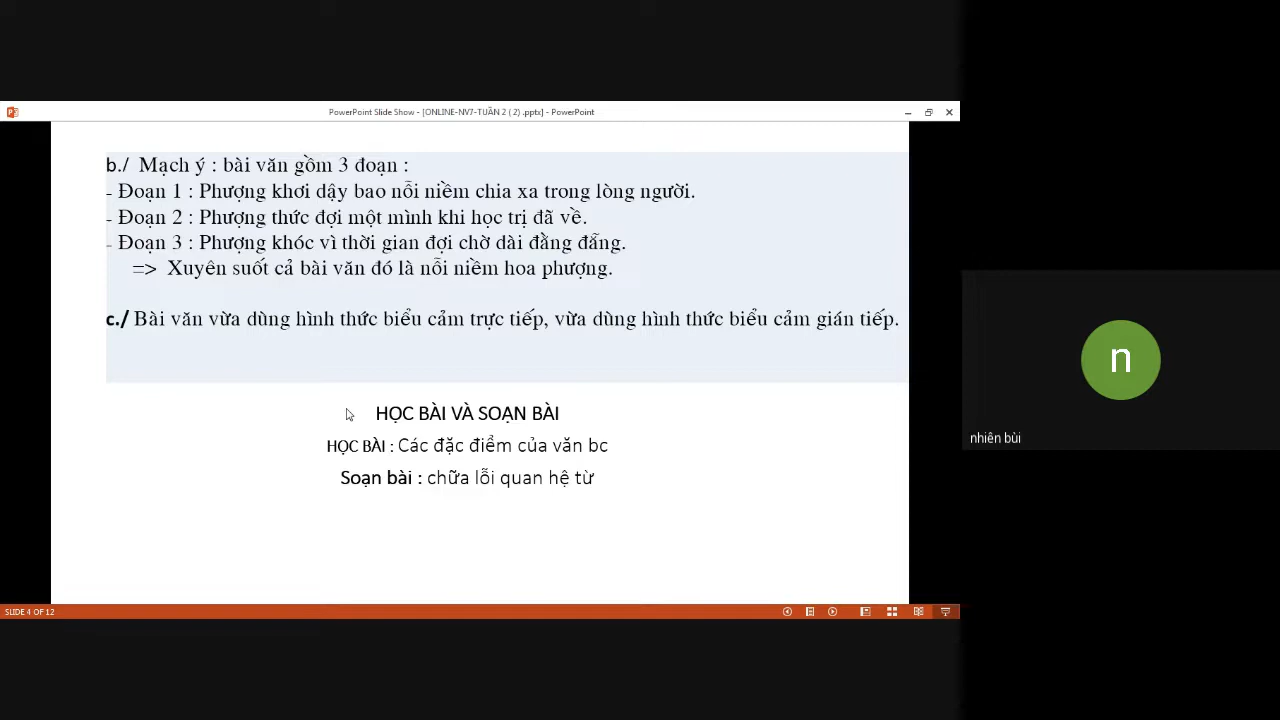 PowerPoint Slide Show - [ONLINE-NV7-TUẦN 2 ( 2) .pptx] - PowerPoint
b./ Mạch ý : bài văn gồm 3 đoạn :
- Đoạn 1 : Phượng khơi dậy bao nỗi niềm chia xa trong lòng người.
- Đoạn 2 : Phượng thức đợi một mình khi học trị đã về.
- Đoạn 3 : Phượng khóc vì thời gian đợi chờ dài đằng đẵng.
=> Xuyên suốt cả bài văn đó là nỗi niềm hoa phượng.
c./ Bài văn vừa dùng hình thức biểu cảm trực tiếp, vừa dùng hình thức biểu cảm gián tiếp.
HỌC BÀI VÀ SOẠN BÀI
HỌC BÀI : Các đặc điểm của văn bc
Soạn bài : chữa lỗi quan hệ từ
SLIDE 4 OF 12
n
nhiên bùi